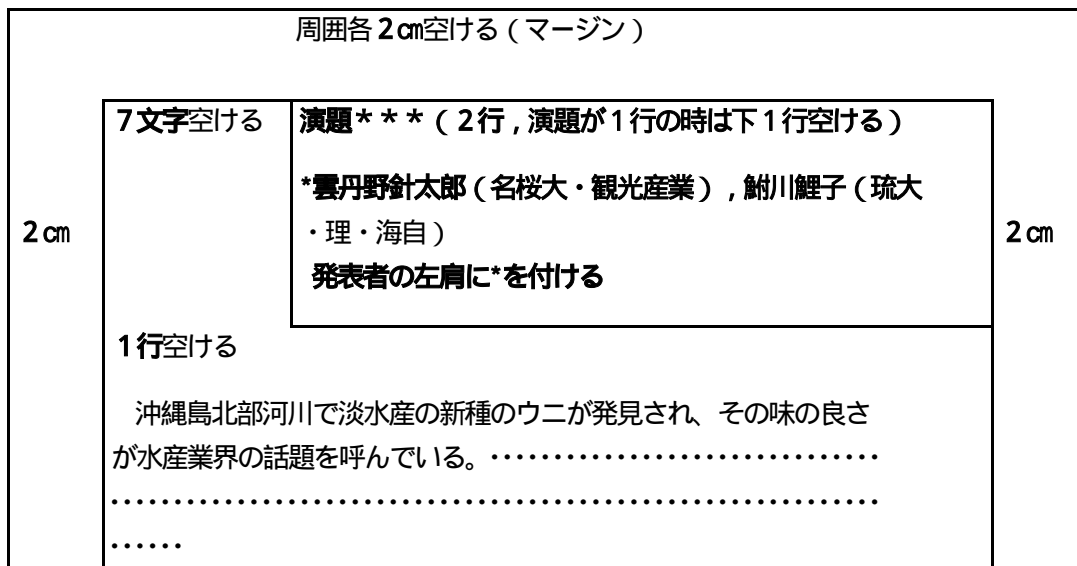 周囲各2㎝空ける(マージン)
7文字空ける
演題***(2行,演題が1行の時は下1行空ける)
*雲丹野針太郎(名桜大・観光産業),鮒川鯉子(琉大
・理・海自)
発表者の左肩に*を付ける
2㎝
2㎝
1行空ける
沖縄島北部河川で淡水産の新種のウニが発見され、その味の良さ
が水産業界の話題を呼んでいる。・・・・・・・・・・・・・・・・・・・・・・・・・・・・・・・
・・・・・・・・・・・・・・・・・・・・・・・・・・・・・・・・・・・・・・・・・・・・・・・・・・・・・・・・・・・・・
・・・・・・